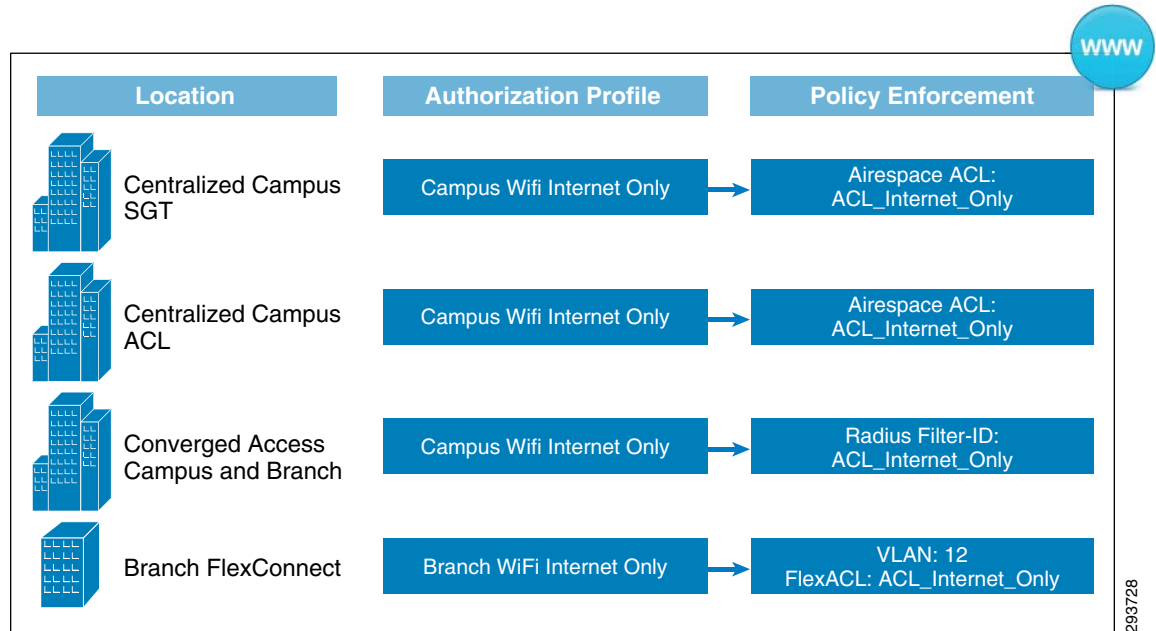 www
Location
Authorization Profile
Policy Enforcement
Centralized Campus
SGT
Campus Wifi Internet Only
Airespace ACL:
ACL_Internet_Only
Centralized Campus
ACL
Campus Wifi Internet Only
Airespace ACL:
ACL_Internet_Only
Converged Access
Campus and Branch
Campus Wifi Internet Only
Radius Filter-ID:
ACL_Internet_Only
Branch FlexConnect
Branch WiFi Internet Only
VLAN: 12
FlexACL: ACL_Internet_Only
293728